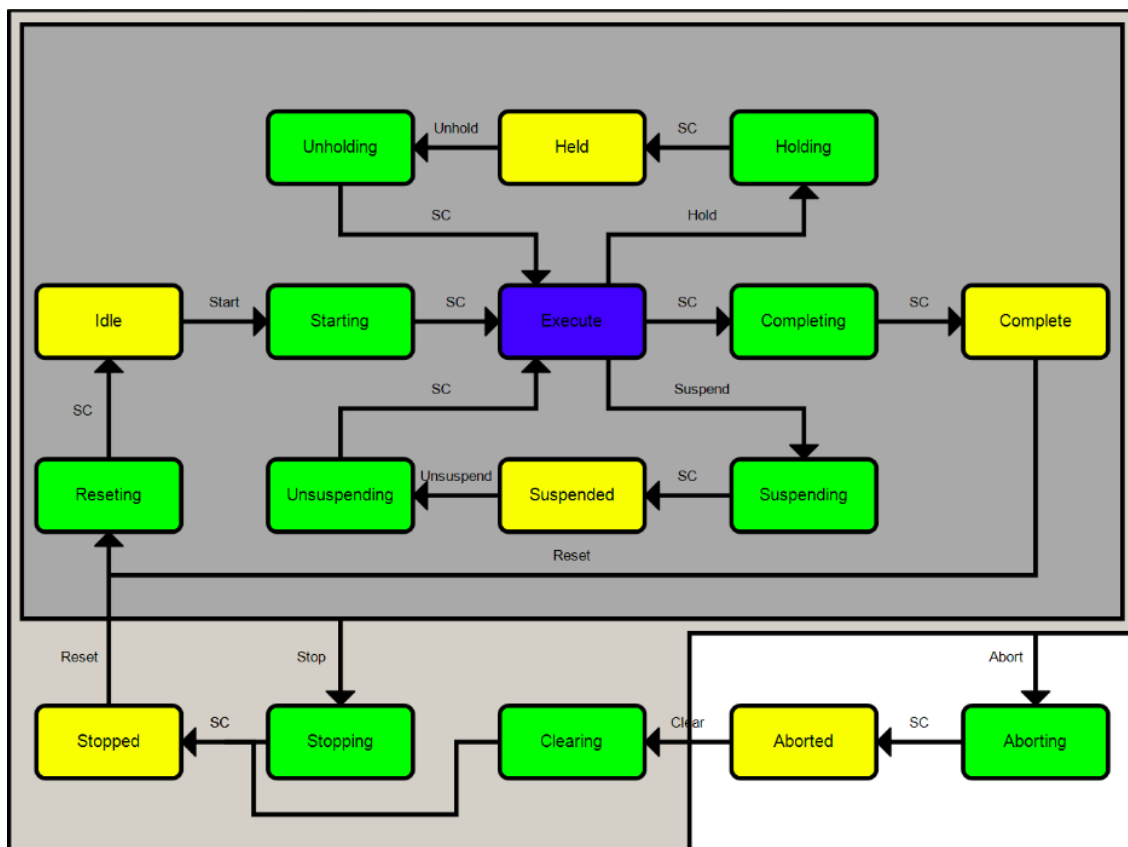 Unhold
SC
Unholding
Held
Holding
SC
Hold
Start
SC
SC
SC
Idle
Starting
Execute
Completing
Complete
SC
SC
Suspend
Unsuspend
SC
Reseting
Unsuspending
Suspended
Suspending
Reset
Reset
Stop
Abort
SC
Clear
SC
Stopped
Stopping
Clearing
Aborted
Aborting